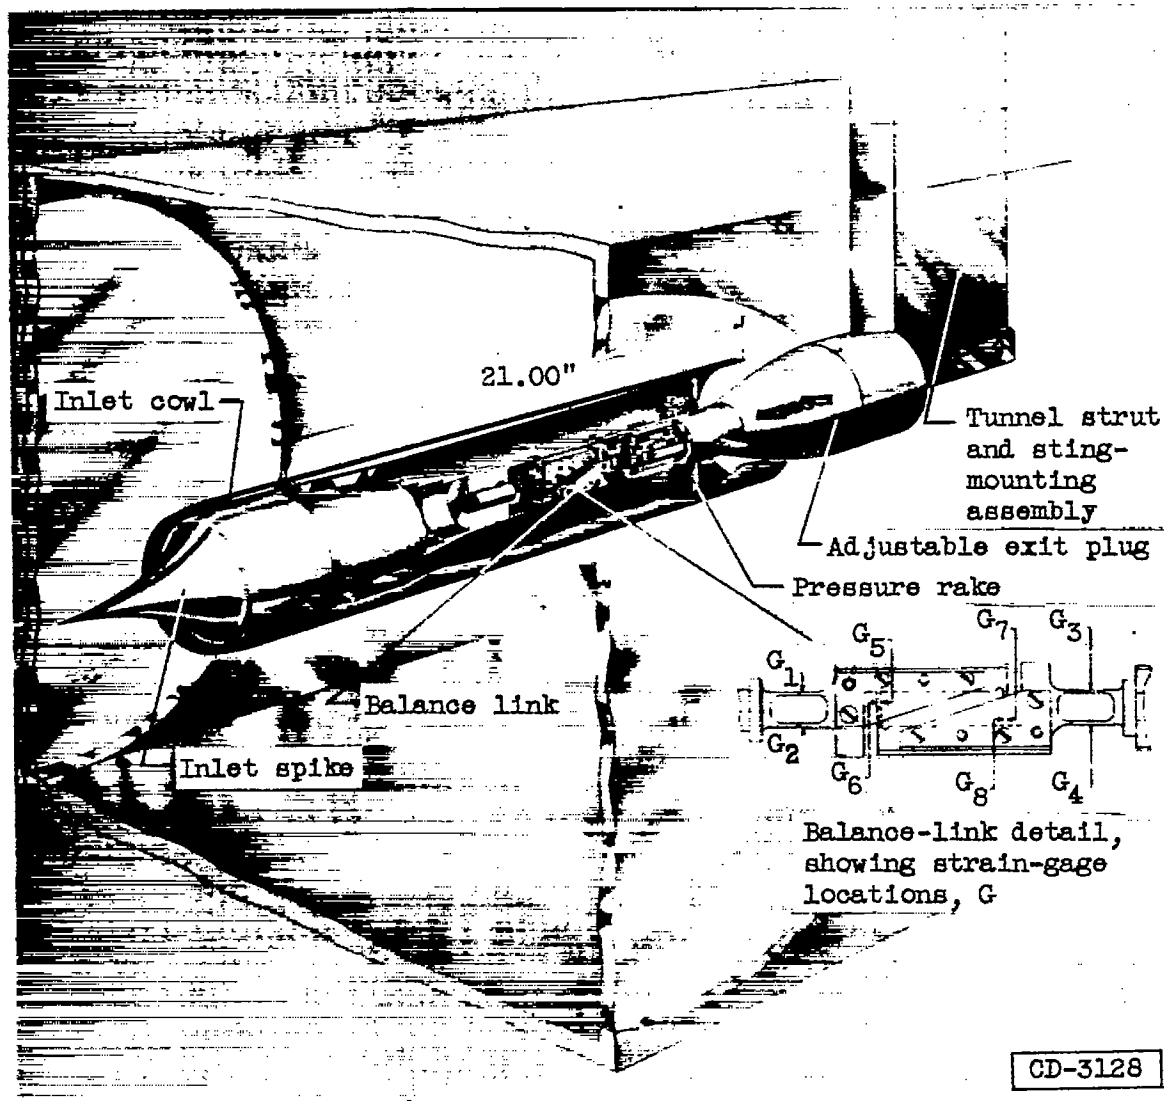 21.00"
Inlet cowl
Tunnel strut
and sting-
mounting
assembly
Adjustable exit plug
Pressure rake
G7
G3
G5
G1
Balance link
G2
Inlet spike
G6
G8
G4
Balance-link detail,
showing strain-gage
locations, G
CD-3128